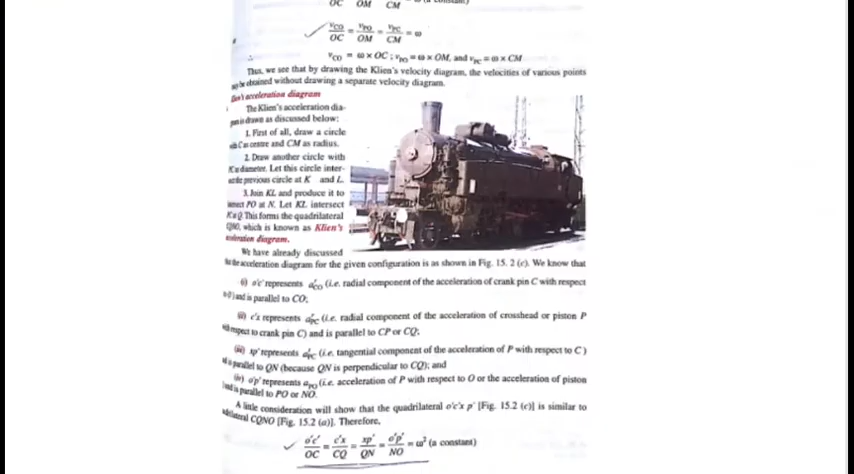 OC OM CM
v_CO/OC = v_PO/OM = v_PC/CM = ω
∴ v_CO = ω × OC ; v_PO = ω × OM, and v_PC = ω × CM
Thus, we see that by drawing the Klien's velocity diagram, the velocities of various points
may be obtained without drawing a separate velocity diagram.
acceleration diagram
The Klien's acceleration dia-
is drawn as discussed below:
1. First of all, draw a circle
C as centre and CM as radius.
2. Draw another circle with
diameter. Let this circle inter-
previous circle at K and L.
3. Join KL and produce it to
PO at N. Let KL intersect
This forms the quadrilateral
which is known as Klien's
acceleration diagram.
We have already discussed
the acceleration diagram for the given configuration is as shown in Fig. 15. 2 (c). We know that
(i) o'c' represents a^r_CO (i.e. radial component of the acceleration of crank pin C with respect
and is parallel to CO;
(ii) c'x represents a^r_PC (i.e. radial component of the acceleration of crosshead or piston P
respect to crank pin C) and is parallel to CP or CQ;
(iii) xp' represents a^t_PC (i.e. tangential component of the acceleration of P with respect to C)
parallel to QN (because QN is perpendicular to CQ); and
(iv) o'p' represents a_PO (i.e. acceleration of P with respect to O or the acceleration of piston
is parallel to PO or NO.
A little consideration will show that the quadrilateral o'c'x p' [Fig. 15.2 (c)] is similar to
CQNO [Fig. 15.2 (a)]. Therefore,
o'c'/OC = c'x/CQ = xp'/QN = o'p'/NO = ω² (a constant)